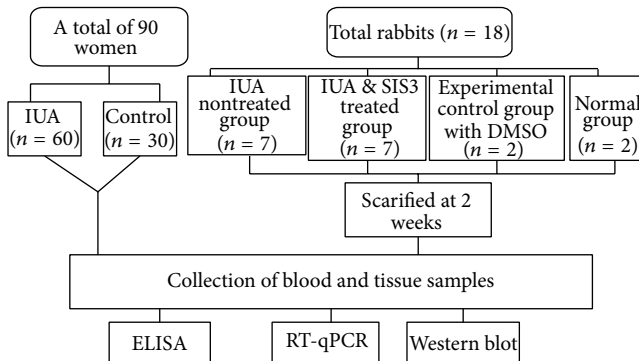 A total of 90
women
Total rabbits (n = 18)
IUA
(n = 60)
Control
(n = 30)
IUA
nontreated
group
(n = 7)
IUA & SIS3
treated
group
(n = 7)
Experimental
control group
with DMSO
(n = 2)
Normal
group
(n = 2)
Scarified at 2
weeks
Collection of blood and tissue samples
ELISA
RT-qPCR
Western blot